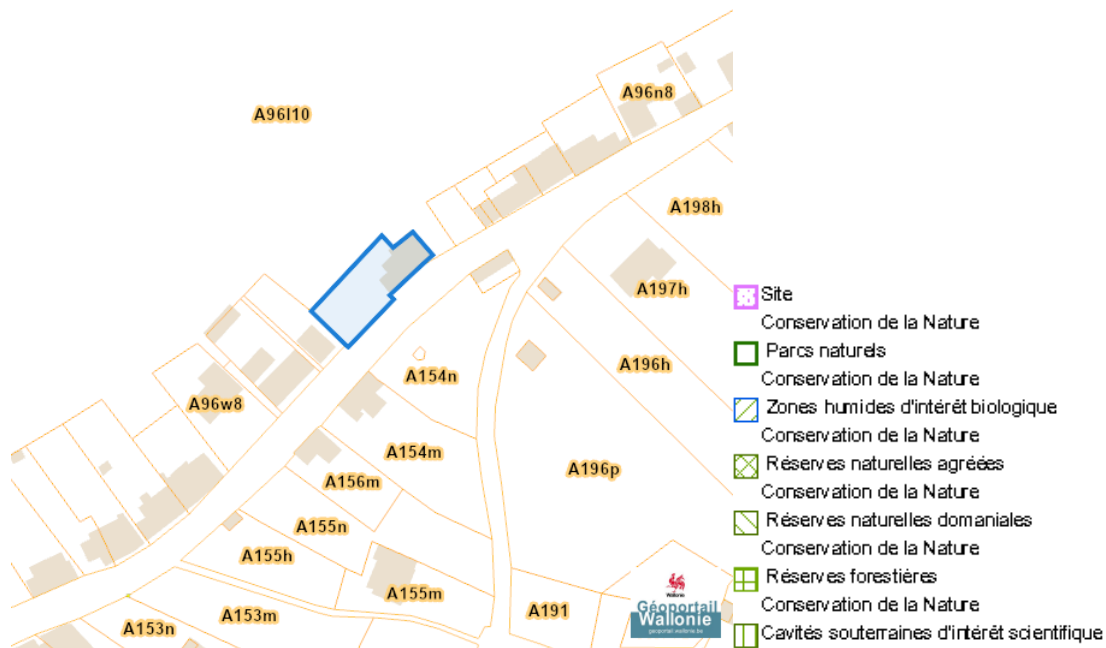 A96n8
A96l10
A198h
A197h
A196h
A154n
A96w8
A154m
A196p
A156m
A155n
A155h
A155m
A191
A153m
A153n
Wallonie
Géoportail
Wallonie
geoportail.wallonie.be
Site
Conservation de la Nature
Parcs naturels
Conservation de la Nature
Zones humides d'intérêt biologique
Conservation de la Nature
Réserves naturelles agréées
Conservation de la Nature
Réserves naturelles domaniales
Conservation de la Nature
Réserves forestières
Conservation de la Nature
Cavités souterraines d'intérêt scientifique